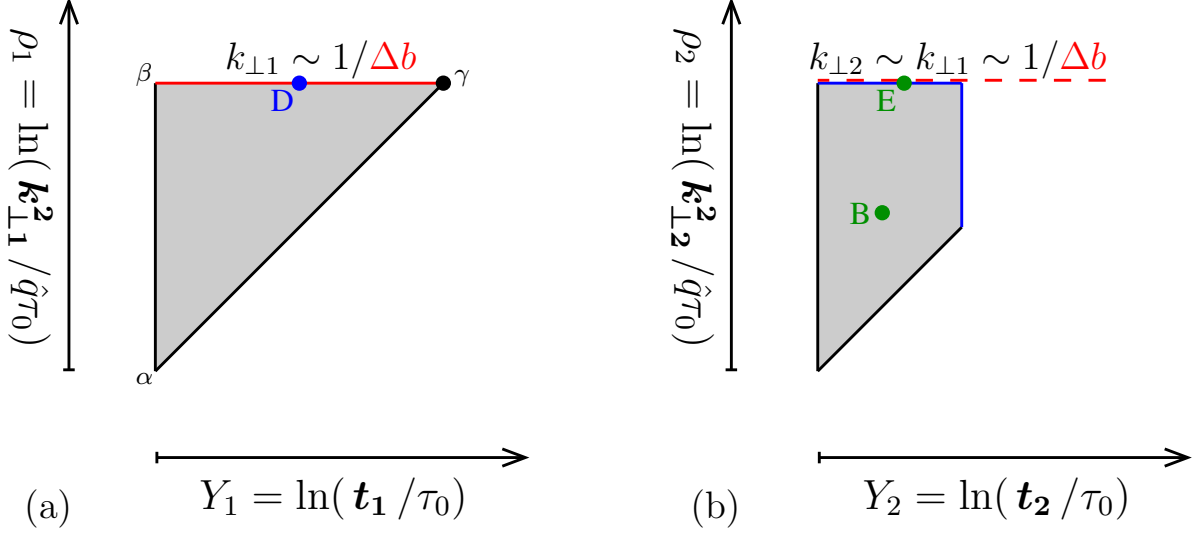 ρ₁ = ln(k²⊥₁/q̂τ₀)
k⊥₁ ∼ 1/Δb
β
γ
D
α
Y₁ = ln(t₁/τ₀)
(a)
ρ₂ = ln(k²⊥₂/q̂τ₀)
k⊥₂ ∼ k⊥₁ ∼ 1/Δb
E
B
Y₂ = ln(t₂/τ₀)
(b)